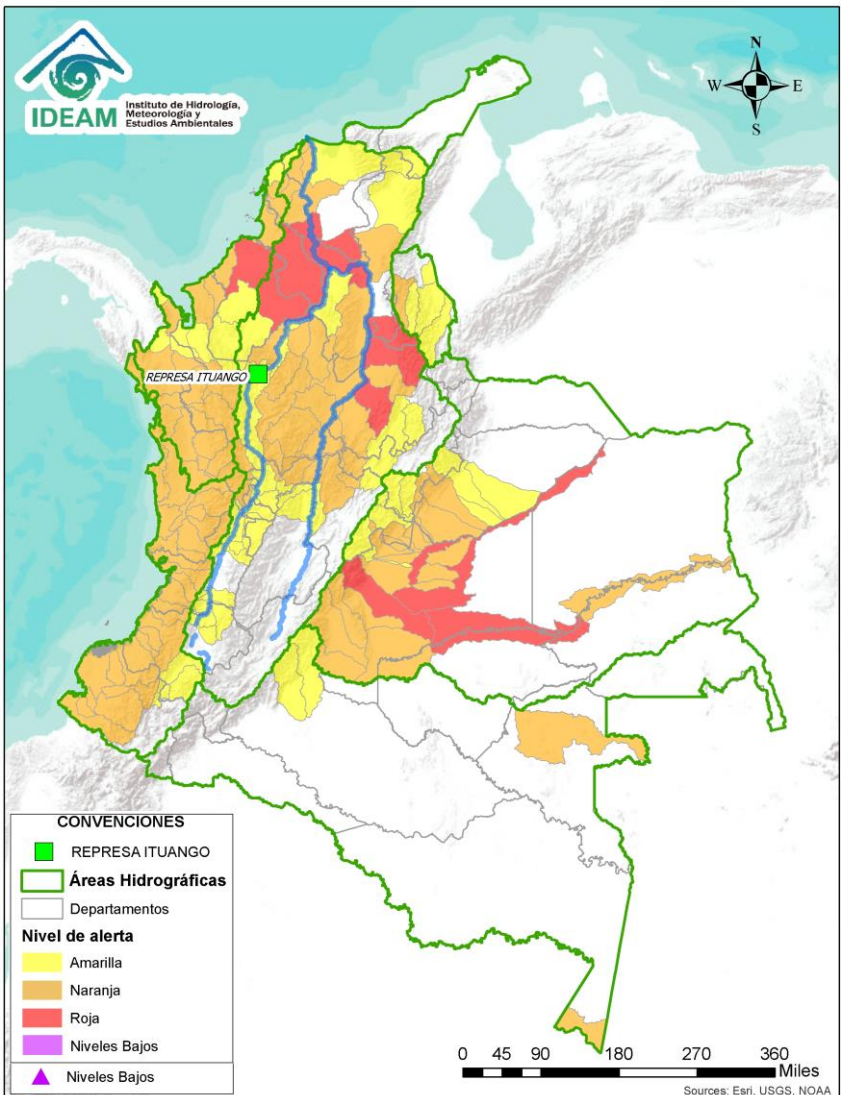 IDEAM
Instituto de Hidrología,
Meteorología y
Estudios Ambientales
N
W
E
S
REPRESA ITUANGO
CONVENCIONES
REPRESA ITUANGO
Áreas Hidrográficas
Departamentos
Nivel de alerta
Amarilla
Naranja
Roja
Niveles Bajos
Niveles Bajos
0 45 90 180 270 360
Miles
Sources: Esri, USGS, NOAA